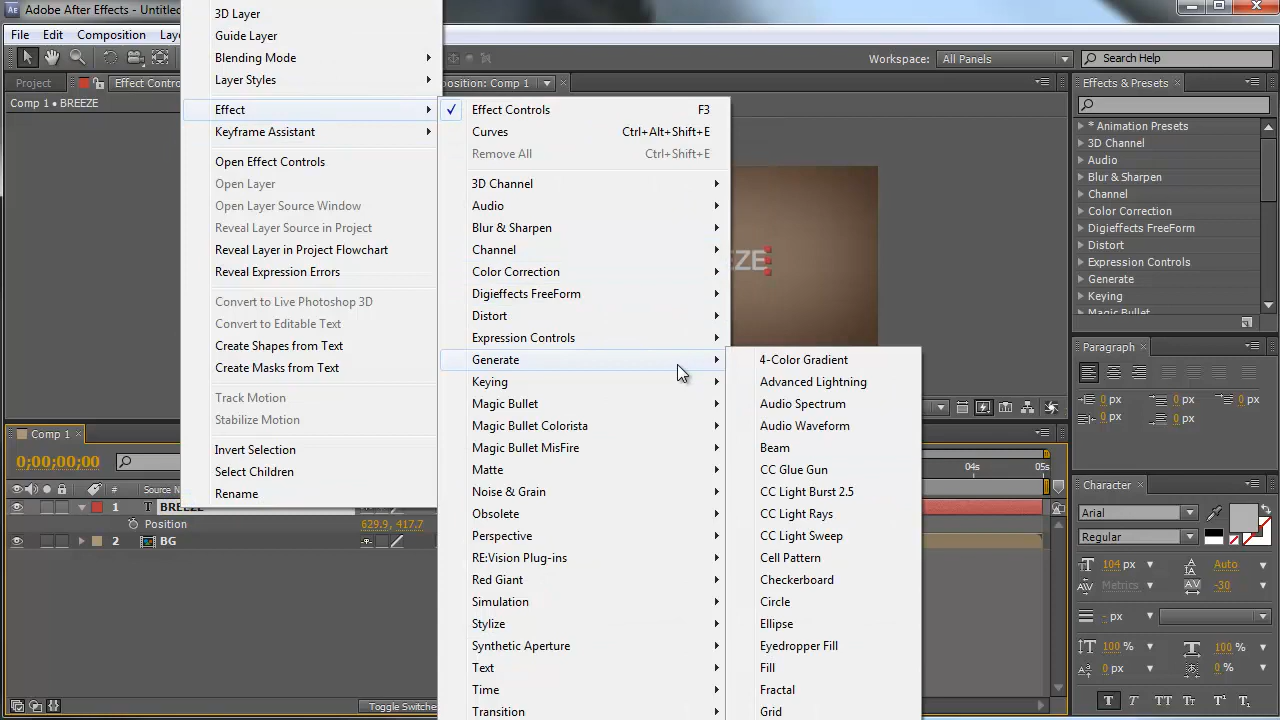 Adobe After Effects - Untitle
File Edit Composition Lay
Workspace: All Panels Search Help
Project Effect Contro
position: Comp 1
Effects & Presets
Comp 1 • BREEZE
3D Layer
Guide Layer
Blending Mode
Layer Styles
Effect
Keyframe Assistant
Open Effect Controls
Open Layer
Open Layer Source Window
Reveal Layer Source in Project
Reveal Layer in Project Flowchart
Reveal Expression Errors
Convert to Live Photoshop 3D
Convert to Editable Text
Create Shapes from Text
Create Masks from Text
Track Motion
Stabilize Motion
Invert Selection
Select Children
Rename
Effect Controls F3
Curves Ctrl+Alt+Shift+E
Remove All Ctrl+Shift+E
3D Channel
Audio
Blur & Sharpen
Channel
Color Correction
Digieffects FreeForm
Distort
Expression Controls
Generate
Keying
Magic Bullet
Magic Bullet Colorista
Magic Bullet MisFire
Matte
Noise & Grain
Obsolete
Perspective
RE:Vision Plug-ins
Red Giant
Simulation
Stylize
Synthetic Aperture
Text
Time
Transition
4-Color Gradient
Advanced Lightning
Audio Spectrum
Audio Waveform
Beam
CC Glue Gun
CC Light Burst 2.5
CC Light Rays
CC Light Sweep
Cell Pattern
Checkerboard
Circle
Ellipse
Eyedropper Fill
Fill
Fractal
Grid
EZE
* Animation Presets
3D Channel
Audio
Blur & Sharpen
Channel
Color Correction
Digieffects FreeForm
Distort
Expression Controls
Generate
Keying
Magic Bullet
Paragraph
0 px 0 px 0 px
0 px 0 px
Character
Arial
Regular
104 px Auto
Metrics -30
- px
100 % 100 %
0 px 0 %
T T TT Tt T¹ T₁
Comp 1
0;00;00;00
04s 05s
# Source N
1 T BREEZE
Position 629.9, 417.7
2 BG
Toggle Switche